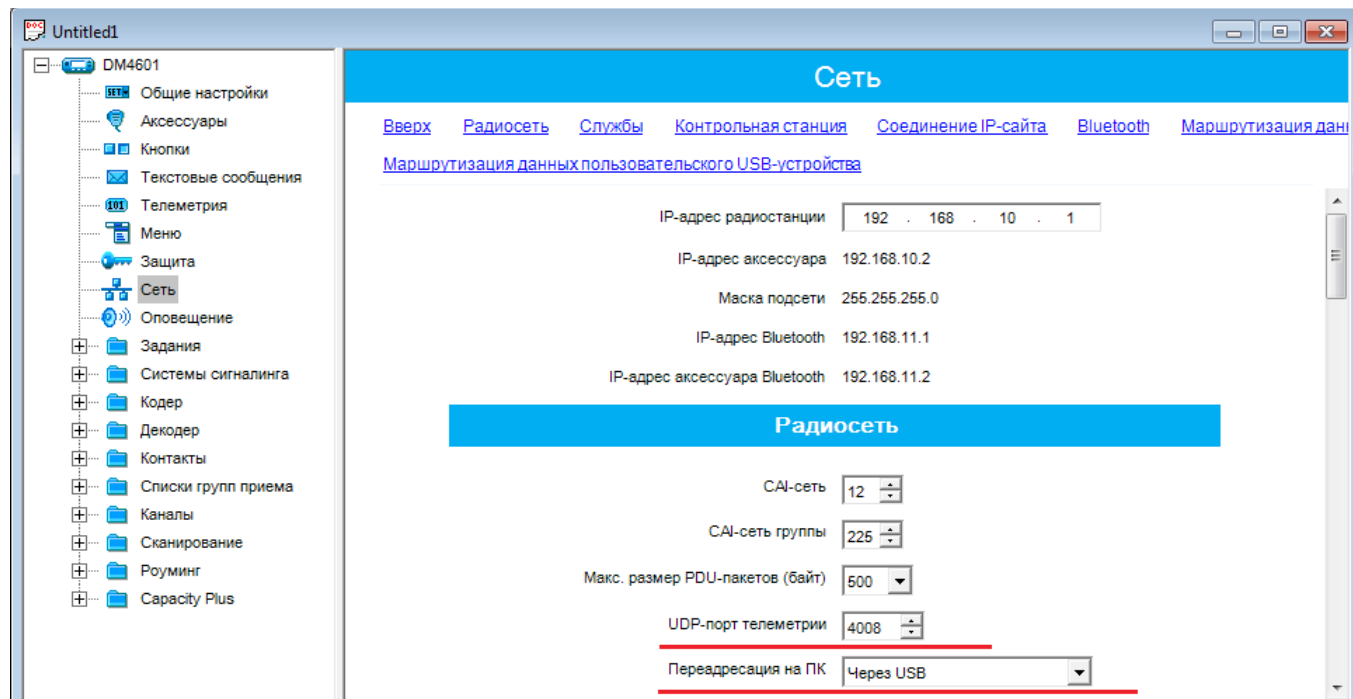 Untitled1
DM4601
Общие настройки
Аксессуары
Кнопки
Текстовые сообщения
Телеметрия
Меню
Защита
Сеть
Оповещение
Задания
Системы сигналинга
Кодер
Декодер
Контакты
Списки групп приема
Каналы
Сканирование
Роуминг
Capacity Plus
Сеть
Вверх Радиосеть Службы Контрольная станция Соединение IP-сайта Bluetooth Маршрутизация
Маршрутизация данных пользовательского USB-устройства
IP-адрес радиостанции 192 . 168 . 10 . 1
IP-адрес аксессуара 192.168.10.2
Маска подсети 255.255.255.0
IP-адрес Bluetooth 192.168.11.1
IP-адрес аксессуара Bluetooth 192.168.11.2
Радиосеть
CAI-сеть 12
CAI-сеть группы 225
Макс. размер PDU-пакетов (байт) 500
UDP-порт телеметрии 4008
Переадресация на ПК Через USB